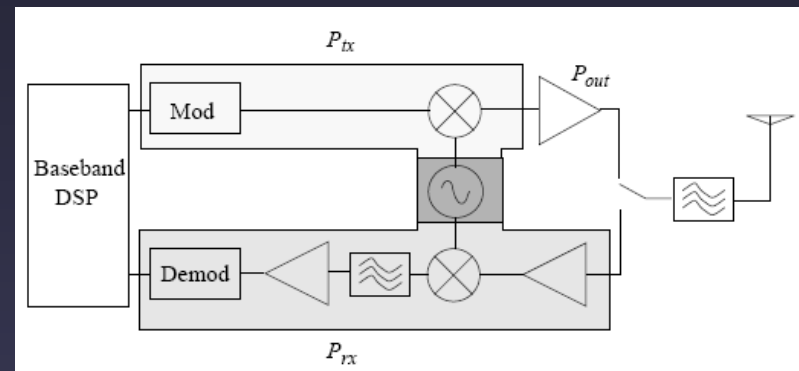 P_tx
P_out
Mod
Baseband
DSP
Demod
P_rx